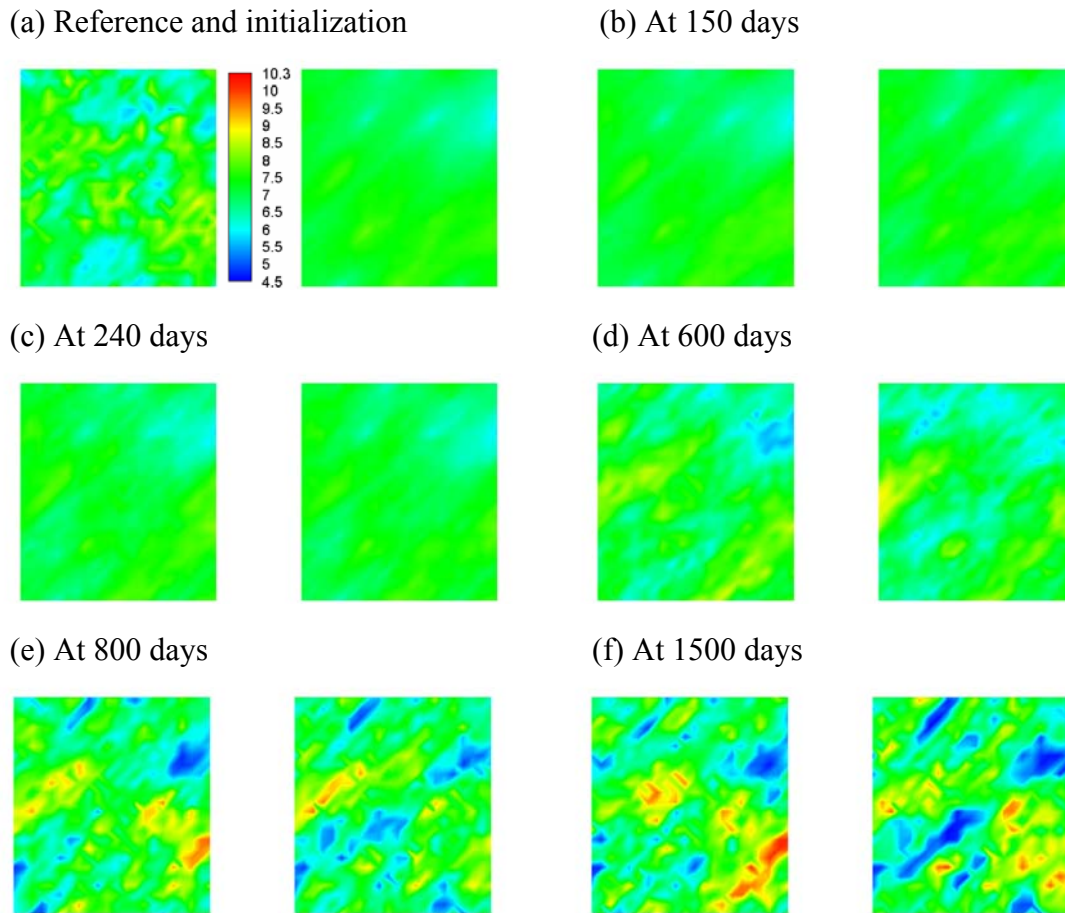 (a) Reference and initialization
(b) At 150 days
10.3
10
9.5
9
8.5
8
7.5
7
6.5
6
5.5
5
4.5
(c) At 240 days
(d) At 600 days
(e) At 800 days
(f) At 1500 days